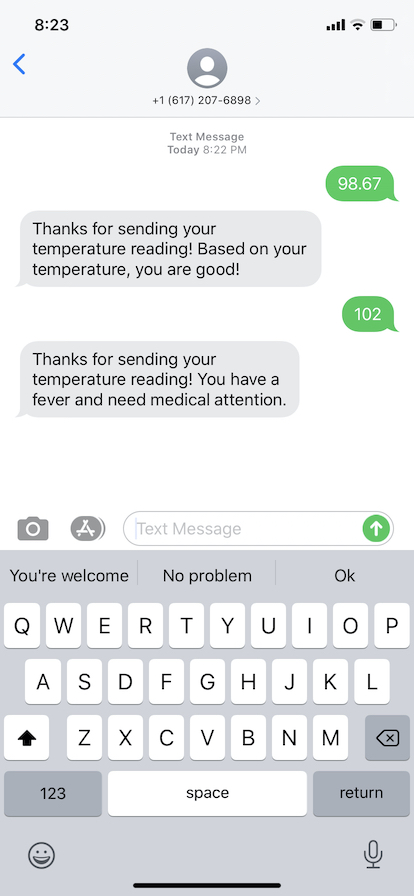 8:23
+1 (617) 207-6898
Text Message
Today 8:22 PM
98.67
Thanks for sending your
temperature reading! Based on your
temperature, you are good!
102
Thanks for sending your
temperature reading! You have a
fever and need medical attention.
Text Message
You're welcome No problem Ok
Q W E R T Y U I O P
A S D F G H J K L
Z X C V B N M
123 space return